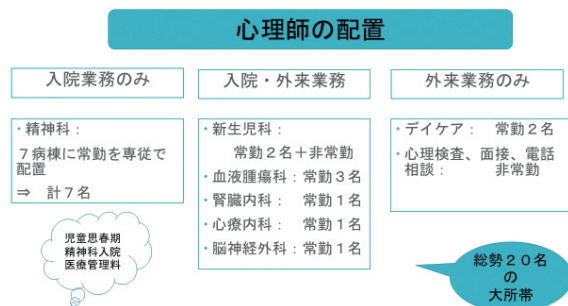 心理師の配置
入院業務のみ
・精神科：
７病棟に常勤を専従で
配置
⇒　計７名
児童思春期
精神科入院
医療管理料
入院・外来業務
・新生児科：
常勤２名＋非常勤
・血液腫瘍科：常勤３名
・腎臓内科：　常勤１名
・心療内科：　常勤１名
・脳神経外科：常勤１名
外来業務のみ
・デイケア：　常勤２名
・心理検査、面接、電話
相談：　　　非常勤
総勢２０名
の
大所帯